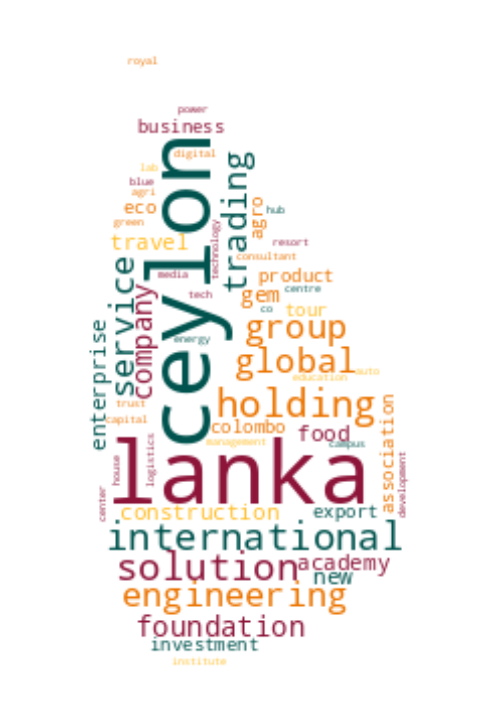 royal
power
business
digital
lab
blue
agri
eco
green
travel
ceylon
trading
agro
hub
technology
resort
consultant
media
product
service
company
tech
gem
centre
co
tour
enterprise
energy
group
global
auto
education
trust
capital
holding
colombo
food
association
management
campus
lanka
house
logistics
center
development
construction
export
international
solution
academy
new
engineering
foundation
investment
institute